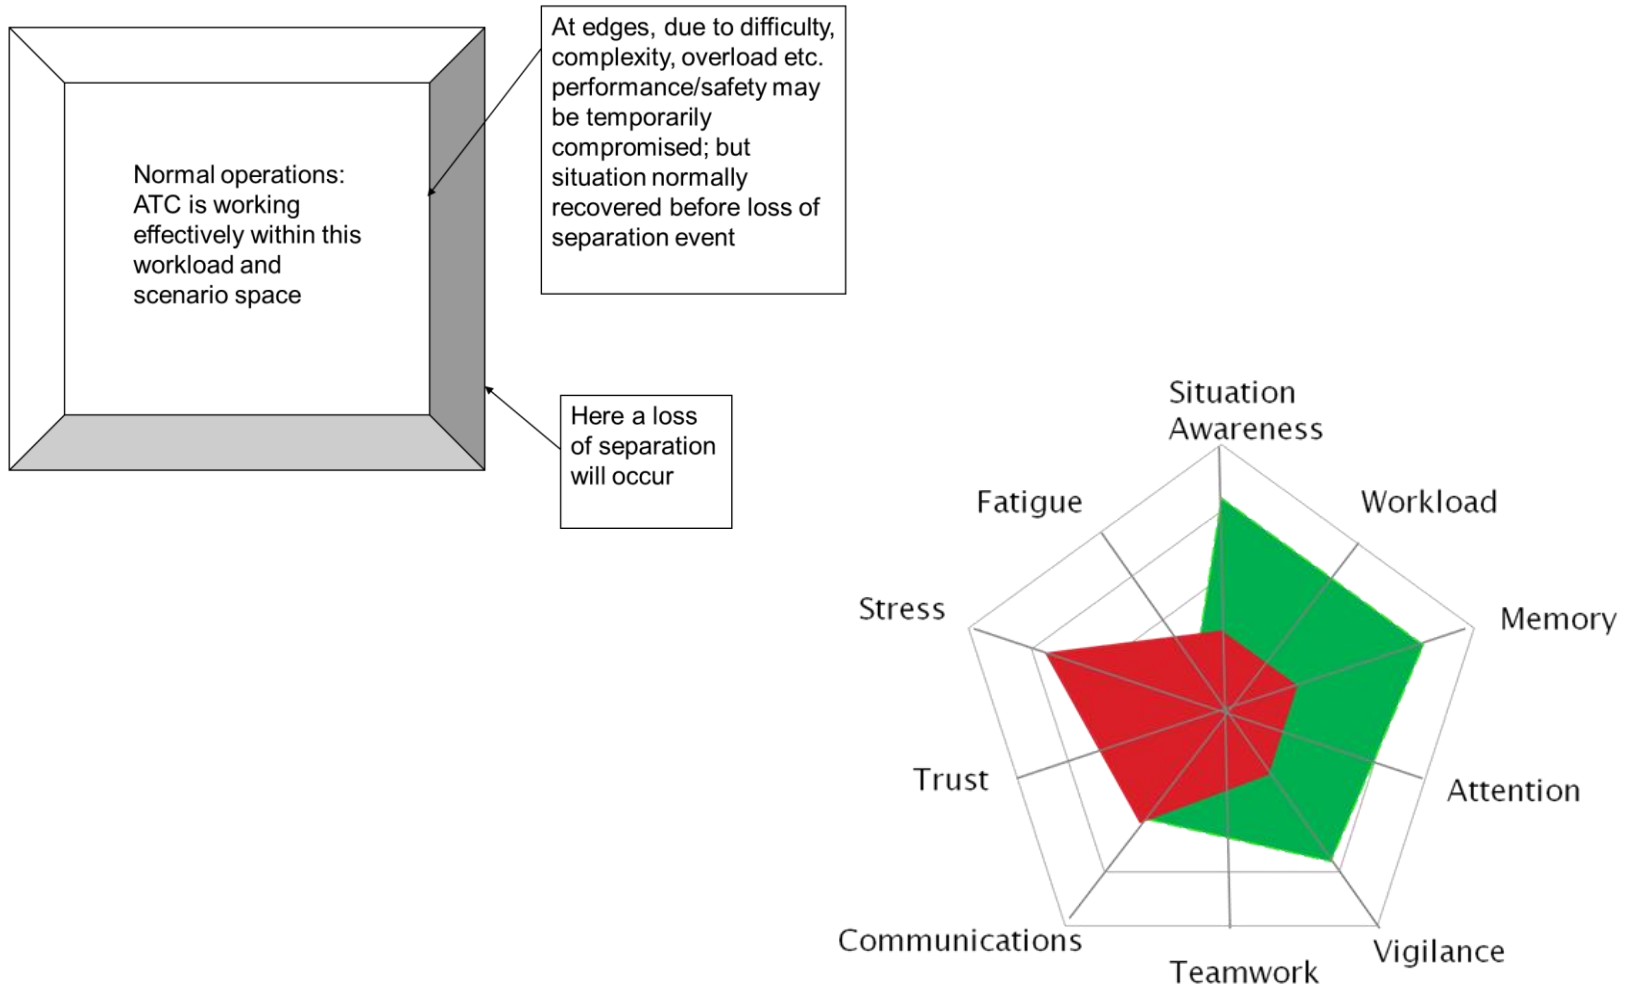 Normal operations:
ATC is working
effectively within this
workload and
scenario space
At edges, due to difficulty,
complexity, overload etc.
performance/safety may
be temporarily
compromised; but
situation normally
recovered before loss of
separation event
Here a loss
of separation
will occur
Situation
Awareness
Fatigue
Workload
Stress
Memory
Trust
Attention
Communications
Vigilance
Teamwork